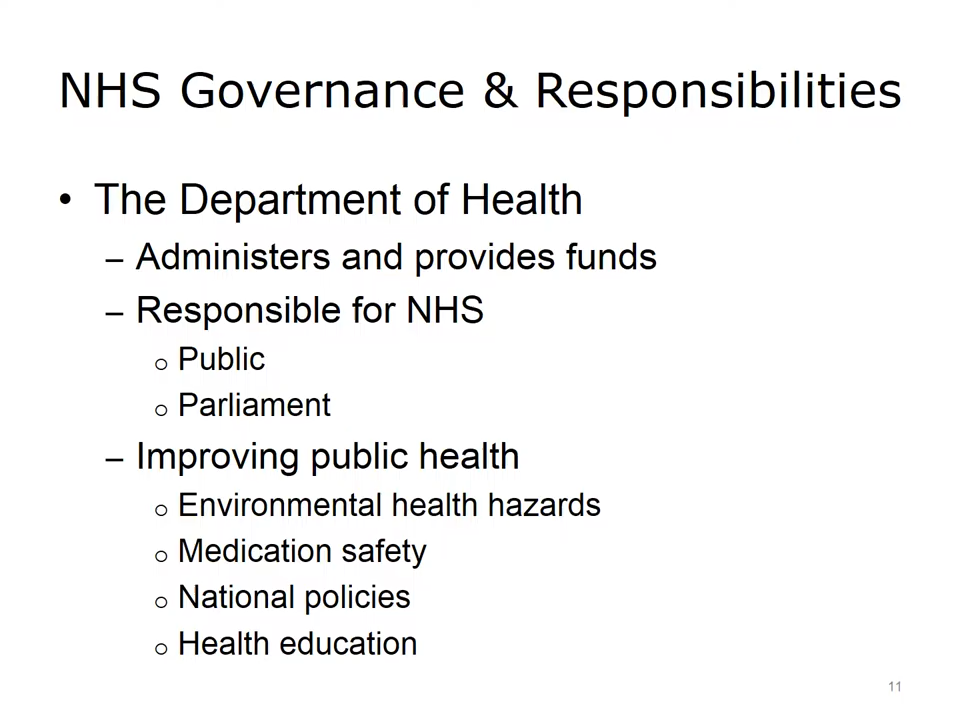 NHS Governance & Responsibilities
• The Department of Health
– Administers and provides funds
– Responsible for NHS
o Public
o Parliament
– Improving public health
o Environmental health hazards
o Medication safety
o National policies
o Health education
11